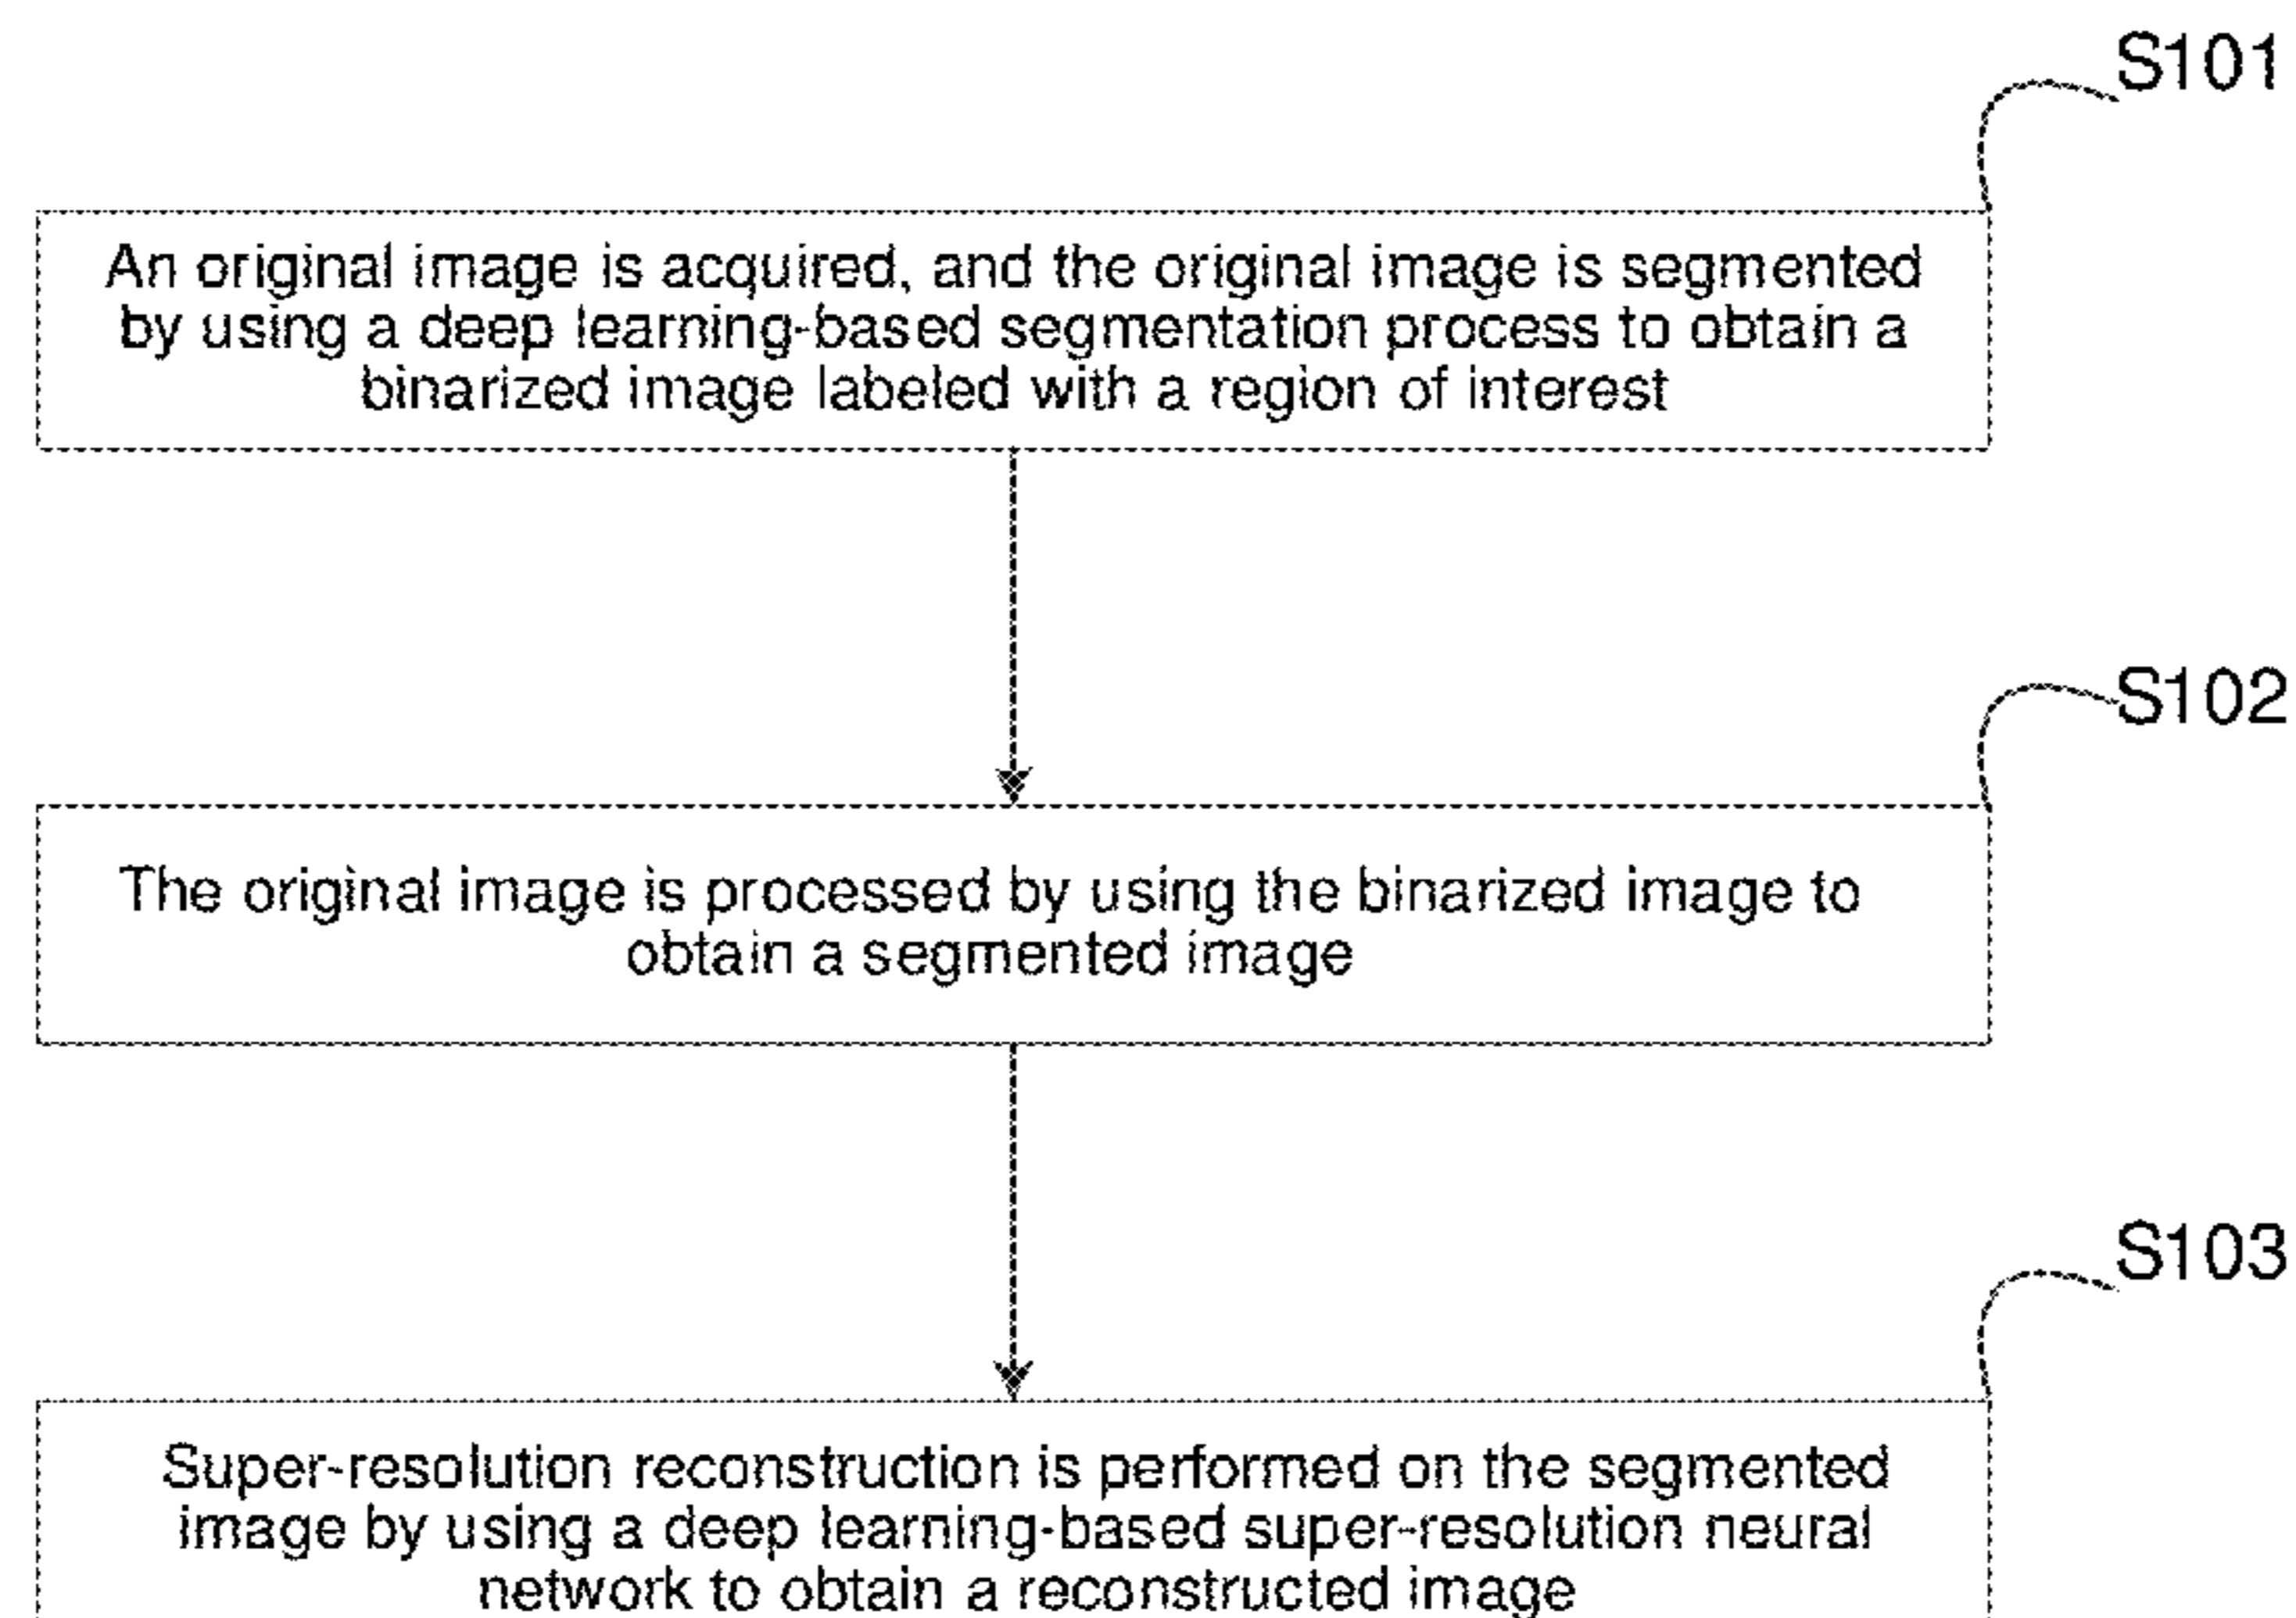 S101
An original image is acquired, and the original image is segmented
by using a deep learning-based segmentation process to obtain a
binarized image labeled with a region of interest
S102
The original image is processed by using the binarized image to
obtain a segmented image
S103
Super-resolution reconstruction is performed on the segmented
image by using a deep learning-based super-resolution neural
network to obtain a reconstructed image